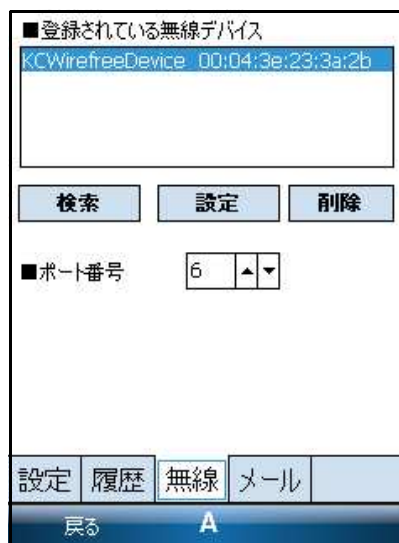 ■登録されている無線デバイス
KCWirefreeDevice 00:04:3e:23:3a:2b
検索 設定 削除
■ポート番号 6 ▲ ▼
設定 履歴 無線 メール
戻る A